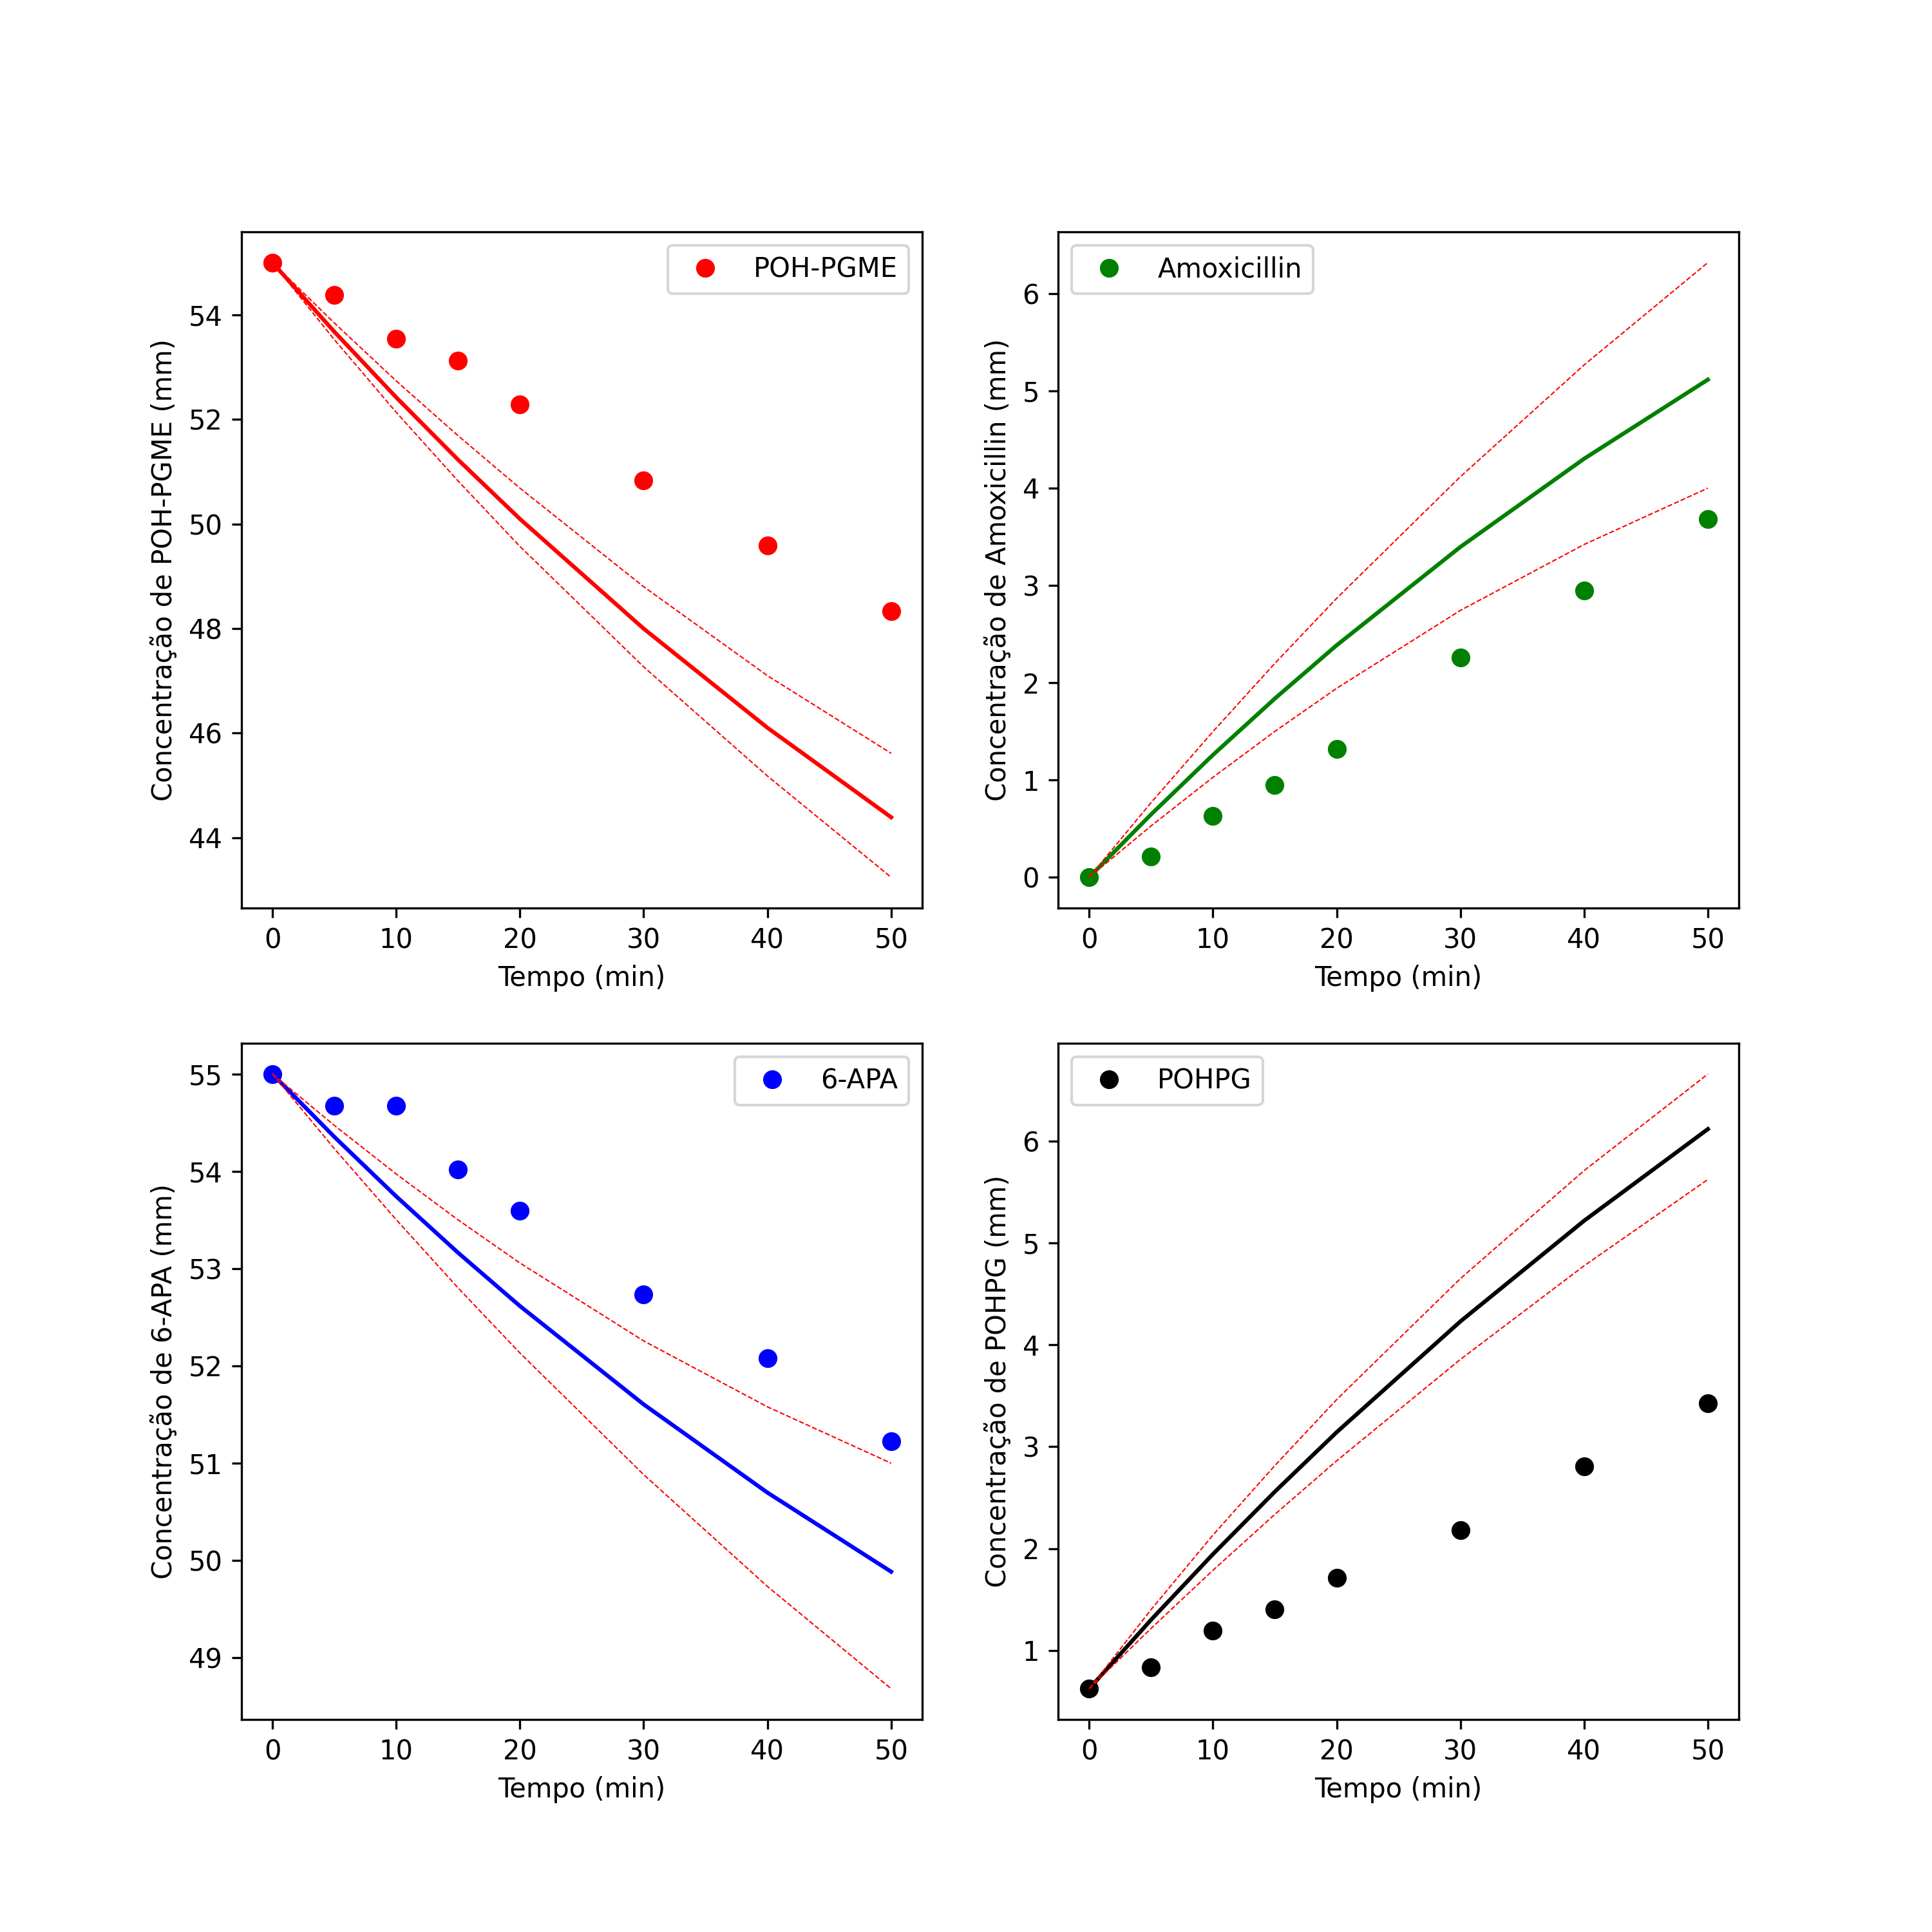 POH-PGME
Concentração de POH-PGME (mm)
54
52
50
48
46
44
0 10 20 30 40 50
Tempo (min)
Amoxicillin
Concentração de Amoxicillin (mm)
6
5
4
3
2
1
0
0 10 20 30 40 50
Tempo (min)
6-APA
Concentração de 6-APA (mm)
55
54
53
52
51
50
49
0 10 20 30 40 50
Tempo (min)
POHPG
Concentração de POHPG (mm)
6
5
4
3
2
1
0 10 20 30 40 50
Tempo (min)